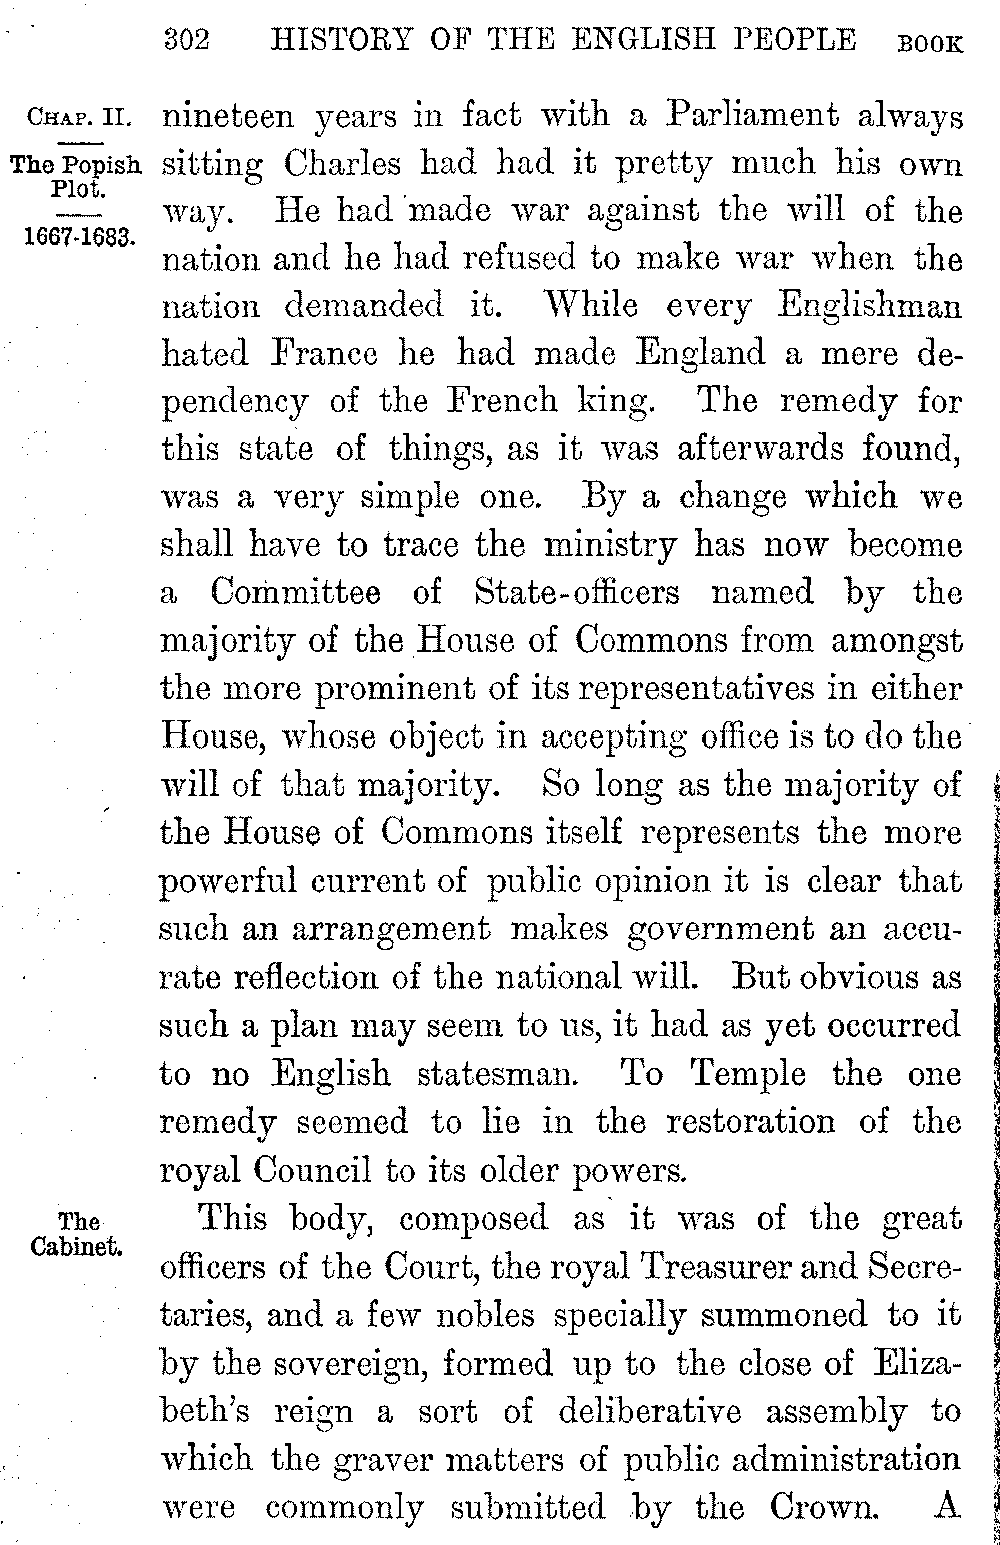 302 HISTORY OF THE ENGLISH PEOPLE BOOK
CHAP. II.
The Popish
Plot.
1667-1683.
nineteen years in fact with a Parliament always
sitting Charles had had it pretty much his own
way. He had made war against the will of the
nation and he had refused to make war when the
nation demanded it. While every Englishman
hated France he had made England a mere de-
pendency of the French king. The remedy for
this state of things, as it was afterwards found,
was a very simple one. By a change which we
shall have to trace the ministry has now become
a Committee of State-officers named by the
majority of the House of Commons from amongst
the more prominent of its representatives in either
House, whose object in accepting office is to do the
will of that majority. So long as the majority of
the House of Commons itself represents the more
powerful current of public opinion it is clear that
such an arrangement makes government an accu-
rate reflection of the national will. But obvious as
such a plan may seem to us, it had as yet occurred
to no English statesman. To Temple the one
remedy seemed to lie in the restoration of the
royal Council to its older powers.
The
Cabinet.
This body, composed as it was of the great
officers of the Court, the royal Treasurer and Secre-
taries, and a few nobles specially summoned to it
by the sovereign, formed up to the close of Eliza-
beth's reign a sort of deliberative assembly to
which the graver matters of public administration
were commonly submitted by the Crown. A